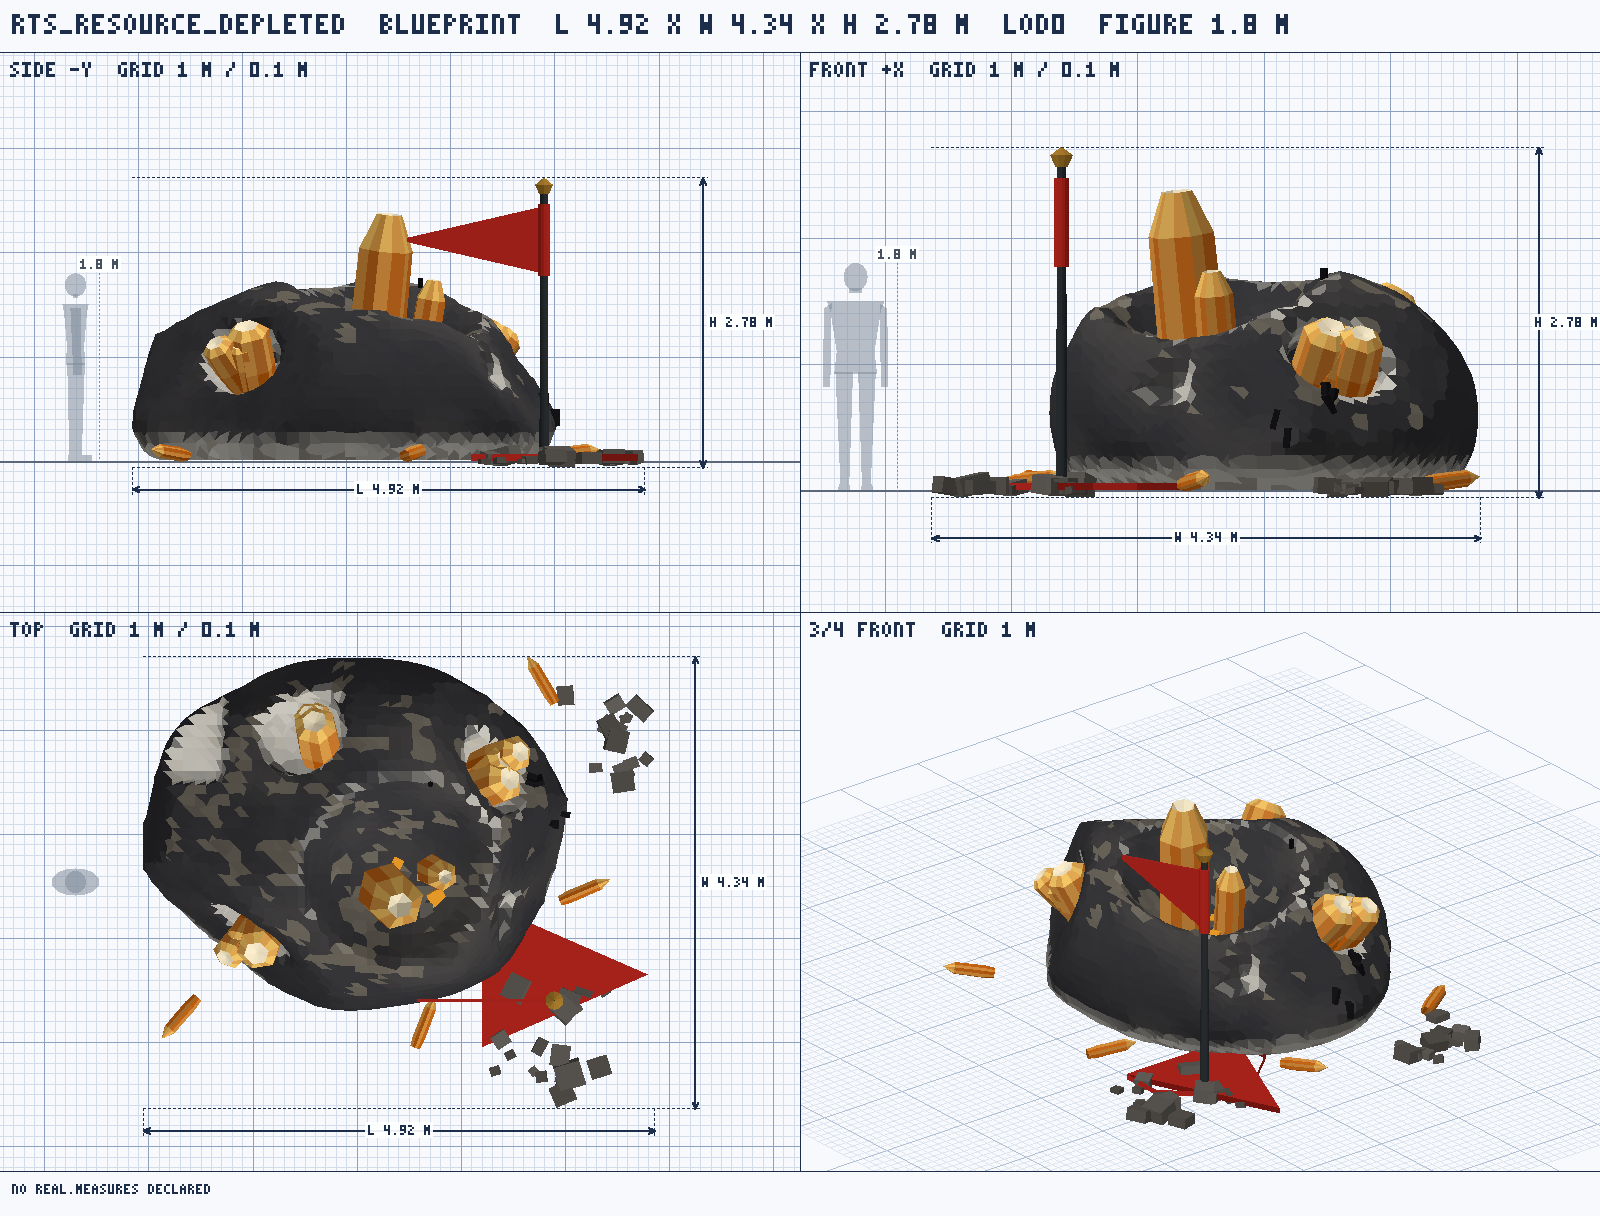 RTS_RESOURCE_DEPLETED BLUEPRINT L 4.92 X W 4.34 X H 2.78 M LOD0 FIGURE 1.8 M
SIDE -Y GRID 1 M / 0.1 M
1.8 M
H 2.78 M
L 4.92 M
FRONT +X GRID 1 M / 0.1 M
1.8 M
H 2.78 M
W 4.34 M
TOP GRID 1 M / 0.1 M
W 4.34 M
L 4.92 M
3/4 FRONT GRID 1 M
NO REAL.MEASURES DECLARED